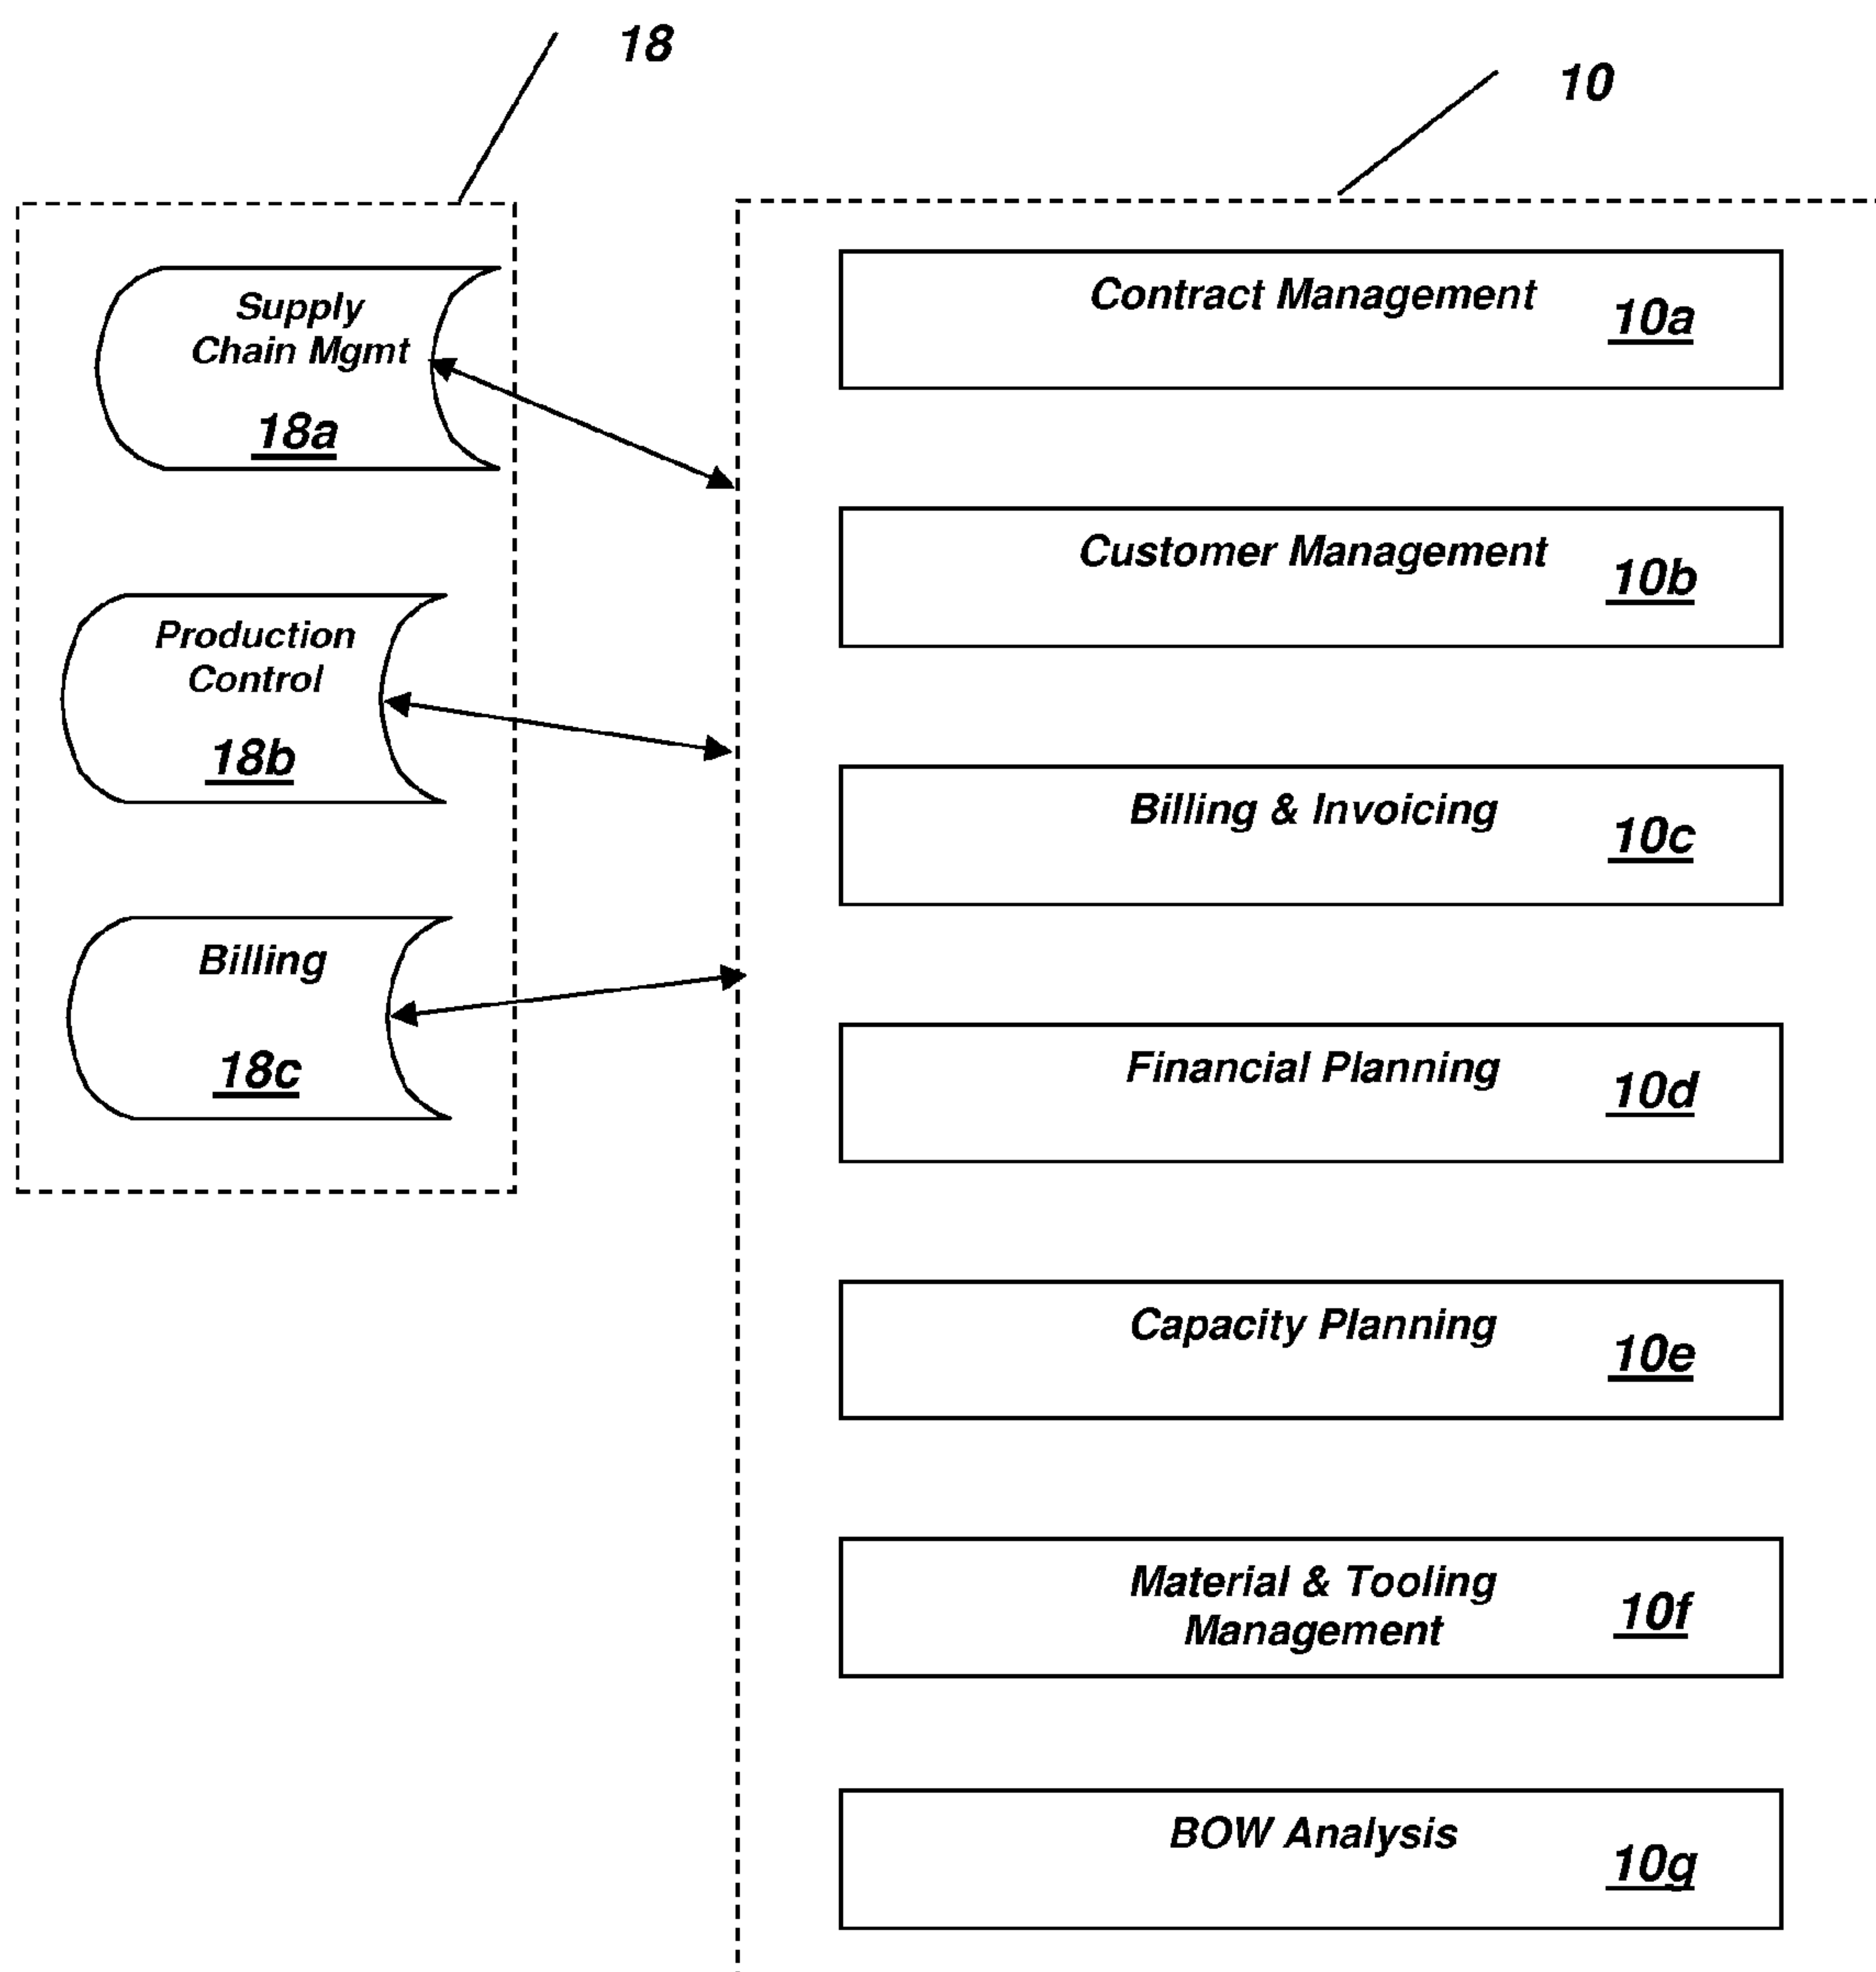 18
10
Supply
Chain Mgmt
18a
Production
Control
18b
Billing
18c
Contract Management
10a
Customer Management
10b
Billing & Invoicing
10c
Financial Planning
10d
Capacity Planning
10e
Material & Tooling
Management
10f
BOW Analysis
10g